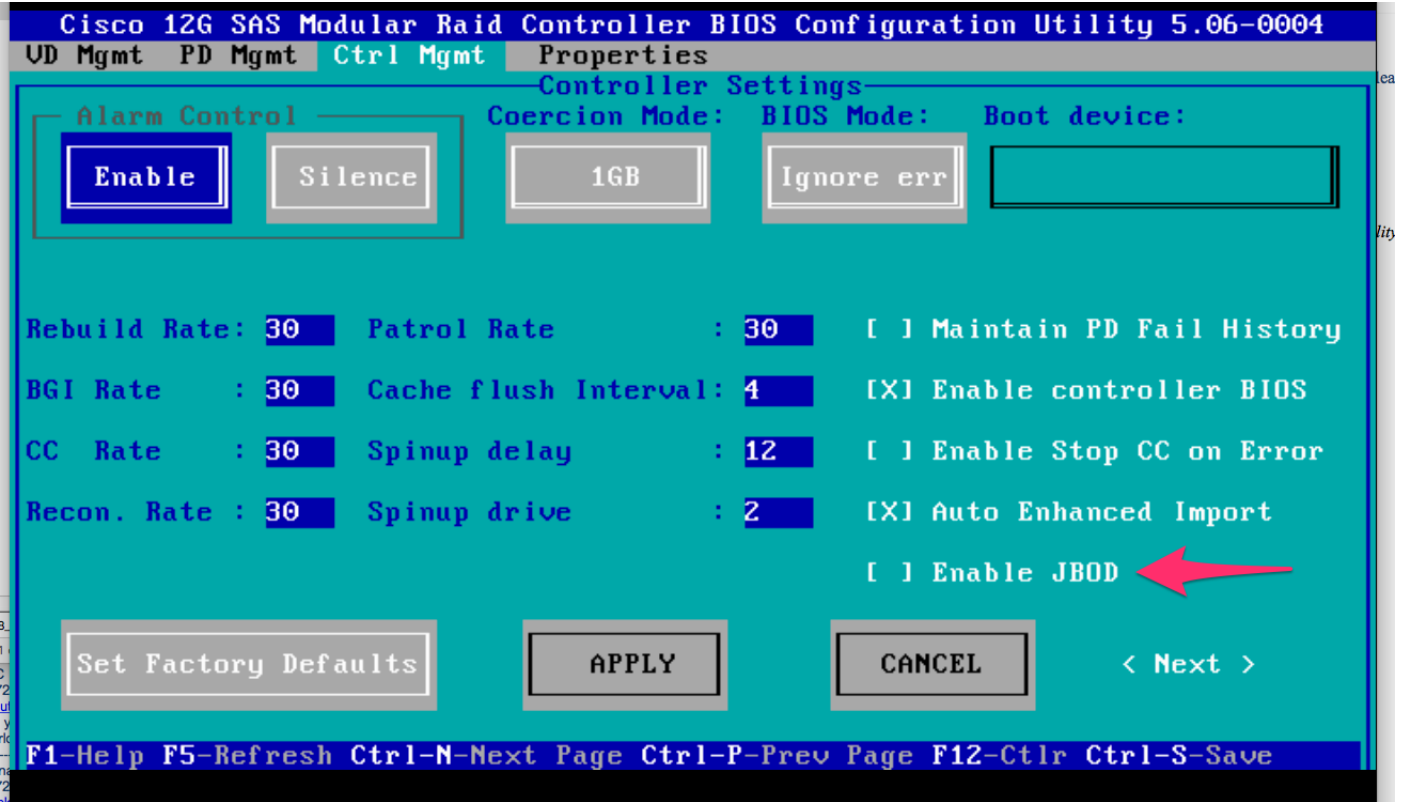 Cisco 12G SAS Modular Raid Controller BIOS Configuration Utility 5.06-0004
VD Mgmt PD Mgmt Ctrl Mgmt Properties
Controller Settings
Alarm Control Coercion Mode: BIOS Mode: Boot device:
Enable Silence 1GB Ignore err
Rebuild Rate: 30 Patrol Rate : 30 [ ] Maintain PD Fail History
BGI Rate : 30 Cache flush Interval: 4 [X] Enable controller BIOS
CC Rate : 30 Spinup delay : 12 [ ] Enable Stop CC on Error
Recon. Rate : 30 Spinup drive : 2 [X] Auto Enhanced Import
[ ] Enable JBOD
Set Factory Defaults APPLY CANCEL < Next >
F1-Help F5-Refresh Ctrl-N-Next Page Ctrl-P-Prev Page F12-Ctlr Ctrl-S-Save